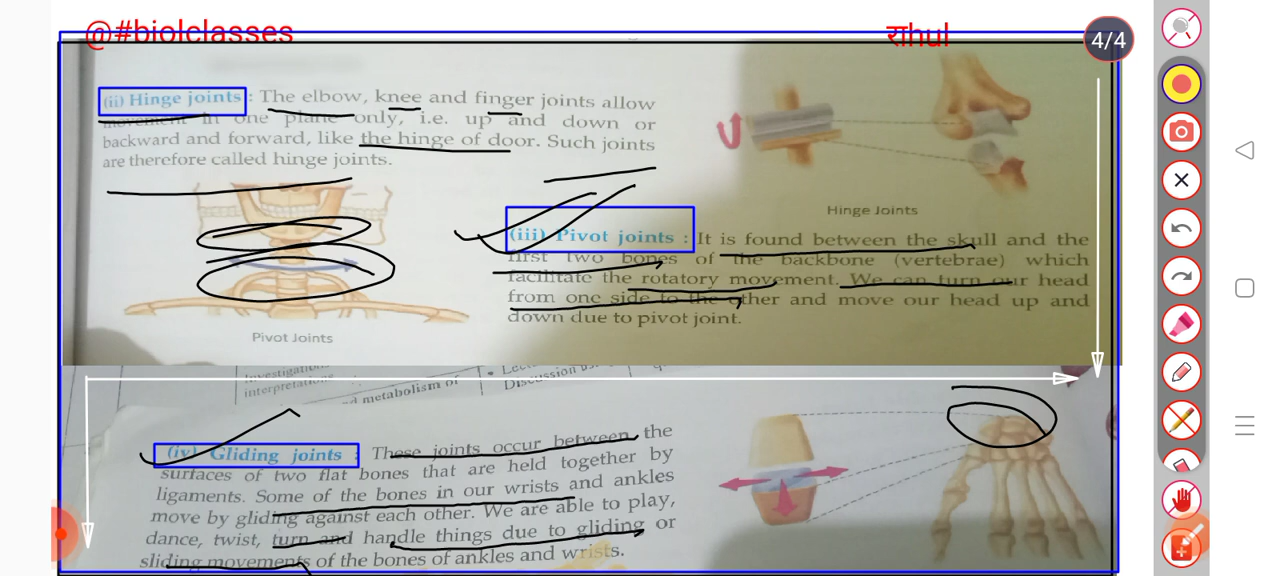 @#biolclasses
राहुल
4/4
(ii) Hinge joints : The elbow, knee and finger joints allow
movement in one plane only, i.e. up and down or
backward and forward, like the hinge of door. Such joints
are therefore called hinge joints.
Hinge Joints
Pivot Joints
(iii) Pivot joints : It is found between the skull and the
first two bones of the backbone (vertebrae) which
facilitate the rotatory movement. We can turn our head
from one side to the other and move our head up and
down due to pivot joint.
interpretations
metabolism of
(iv) Gliding joints : These joints occur between the
surfaces of two flat bones that are held together by
ligaments. Some of the bones in our wrists and ankles
move by gliding against each other. We are able to play,
dance, twist, turn and handle things due to gliding or
sliding movements of the bones of ankles and wrists.